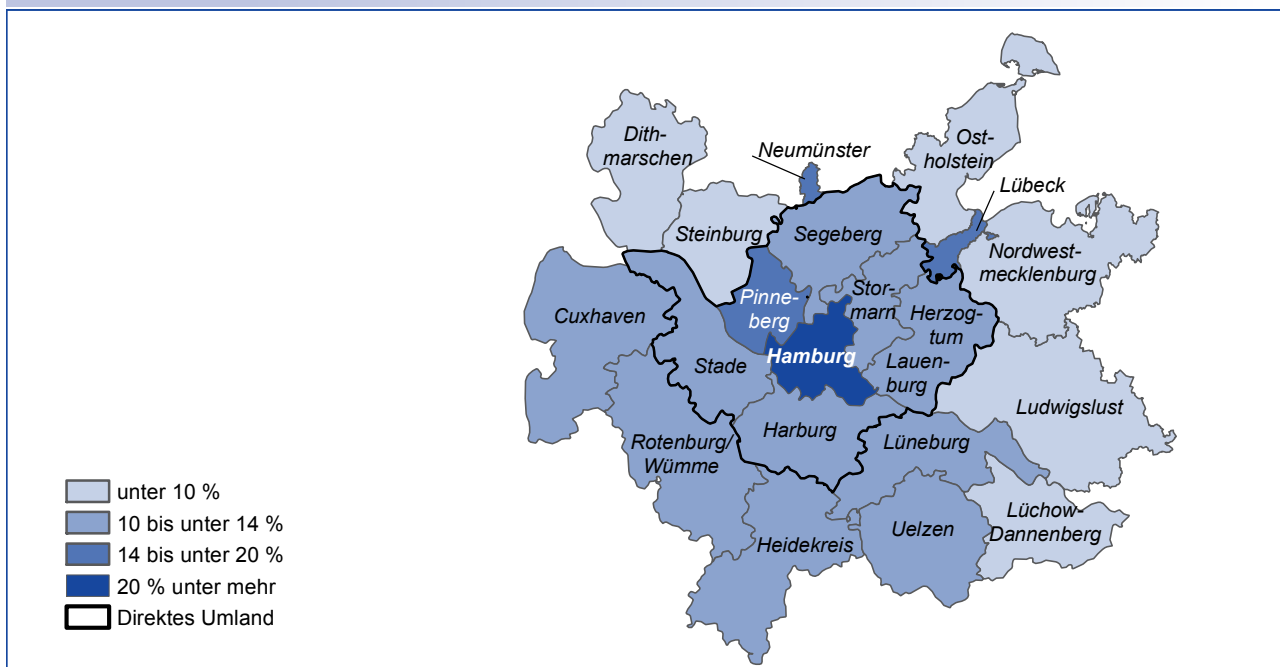 Dith-
marschen
Neumünster
Ost-
holstein
Lübeck
Steinburg
Segeberg
Nordwest-
mecklenburg
Cuxhaven
Pinne-
berg
Stor-
marn
Herzog-
tum
Lauen-
burg
Hamburg
Stade
Ludwigslust
Harburg
Rotenburg/
Wümme
Lüneburg
Lüchow-
Dannenberg
Uelzen
Heidekreis
unter 10 %
10 bis unter 14 %
14 bis unter 20 %
20 % unter mehr
Direktes Umland